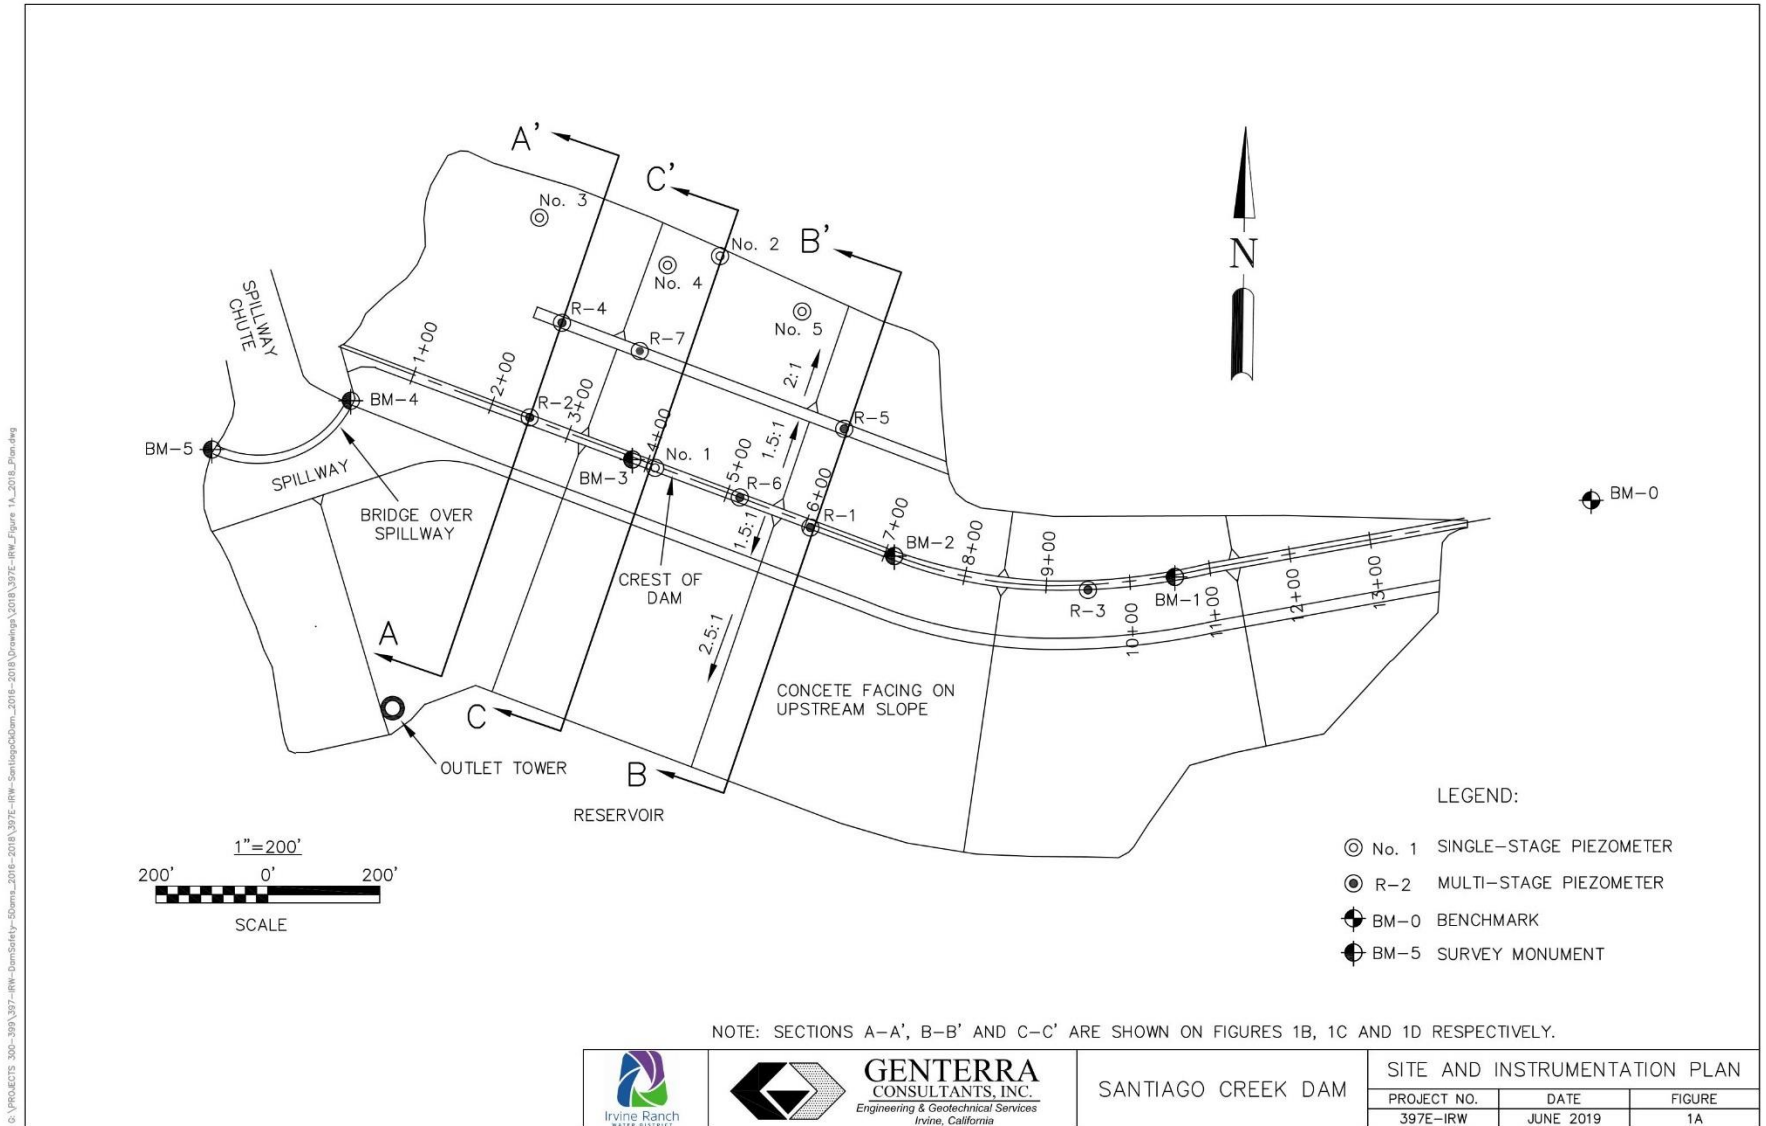 A'
C'
B'
No. 3
No. 2
No. 4
No. 5
N
SPILLWAY
CHUTE
R-4
R-7
R-5
1+00
2+00
3+00
4+00
5+00
6+00
7+00
8+00
9+00
10+00
11+00
12+00
13+00
2:1
1.5:1
1.5:1
2.5:1
BM-4
BM-5
R-2
BM-3
No. 1
R-6
R-1
BM-2
R-3
BM-1
BM-0
SPILLWAY
BRIDGE OVER
SPILLWAY
CREST OF
DAM
A
C
B
OUTLET TOWER
CONCETE FACING ON
UPSTREAM SLOPE
RESERVOIR
1"=200'
200' 0' 200'
SCALE
LEGEND:
No. 1 SINGLE-STAGE PIEZOMETER
R-2 MULTI-STAGE PIEZOMETER
BM-0 BENCHMARK
BM-5 SURVEY MONUMENT
NOTE: SECTIONS A-A', B-B' AND C-C' ARE SHOWN ON FIGURES 1B, 1C AND 1D RESPECTIVELY.
Irvine Ranch
WATER DISTRICT
GENTERRA
CONSULTANTS, INC.
Engineering & Geotechnical Services
Irvine, California
SANTIAGO CREEK DAM
SITE AND INSTRUMENTATION PLAN
PROJECT NO. DATE FIGURE
397E-IRW JUNE 2019 1A